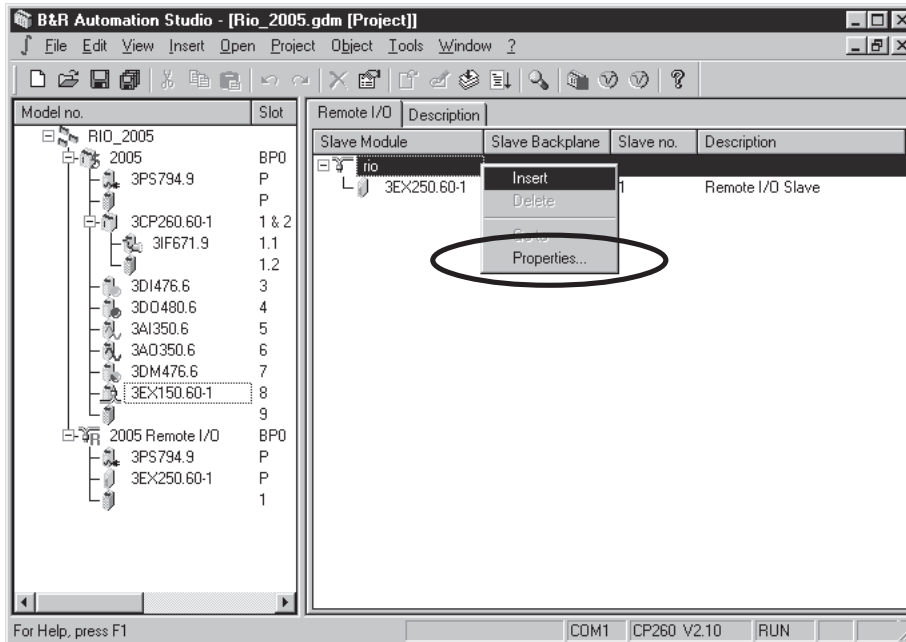 B&R Automation Studio - [Rio_2005.gdm [Project]]
File Edit View Insert Open Project Object Tools Window ?
Model no. Slot
RIO_2005
2005 BP0
3PS794.9 P
P
3CP260.60-1 1 & 2
3IF671.9 1.1
1.2
3DI476.6 3
3DO480.6 4
3AI350.6 5
3AO350.6 6
3DM476.6 7
3EX150.60-1 8
9
2005 Remote I/O BP0
3PS794.9 P
3EX250.60-1 P
1
Remote I/O Description
Slave Module Slave Backplane Slave no. Description
rio
3EX250.60-1 1 Remote I/O Slave
Insert
Delete
Go to
Properties...
For Help, press F1 COM1 CP260 V2.10 RUN